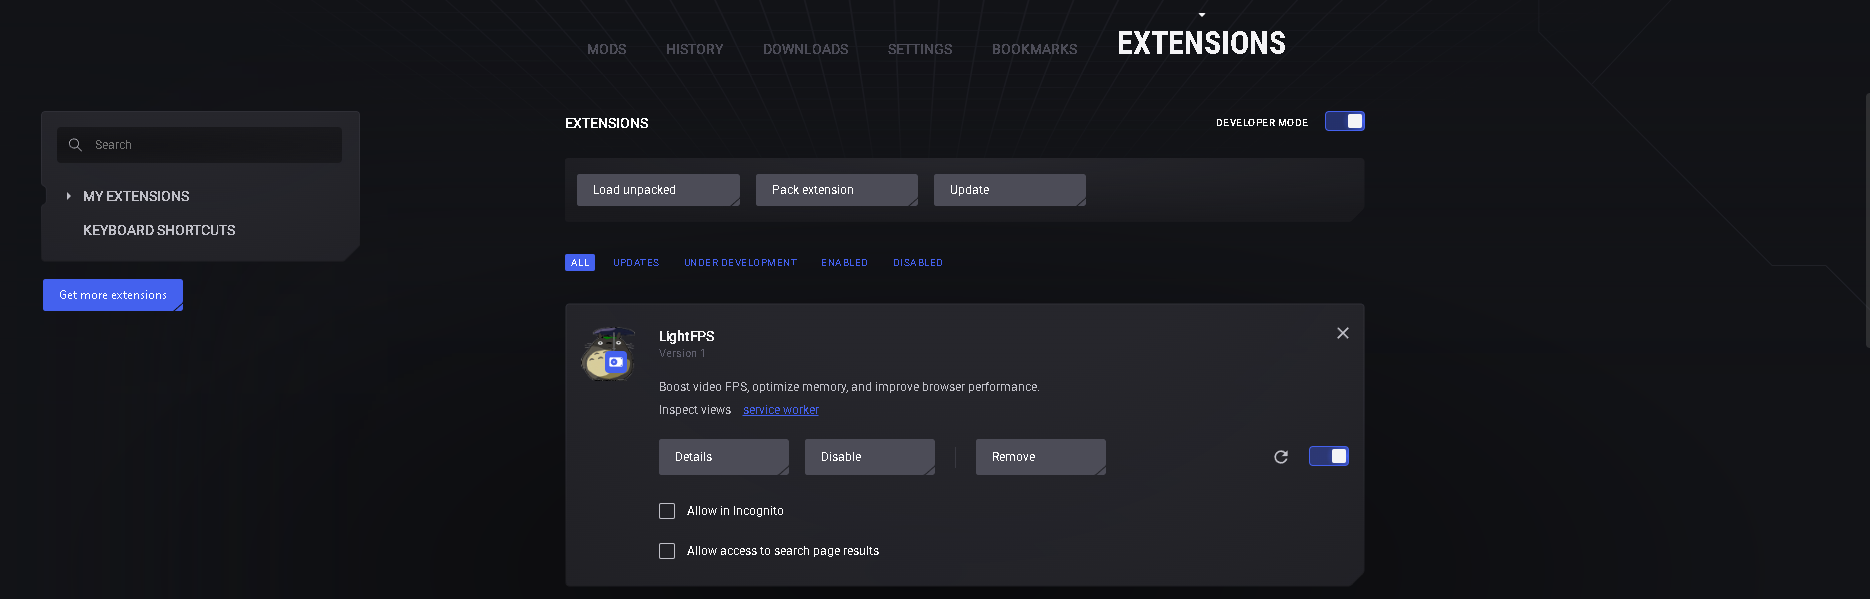 MODS HISTORY DOWNLOADS SETTINGS BOOKMARKS EXTENSIONS
Search
MY EXTENSIONS
KEYBOARD SHORTCUTS
Get more extensions
EXTENSIONS DEVELOPER MODE
Load unpacked Pack extension Update
ALL UPDATES UNDER DEVELOPMENT ENABLED DISABLED
LightFPS
Version 1
Boost video FPS, optimize memory, and improve browser performance.
Inspect views service worker
Details Disable Remove
Allow in Incognito
Allow access to search page results